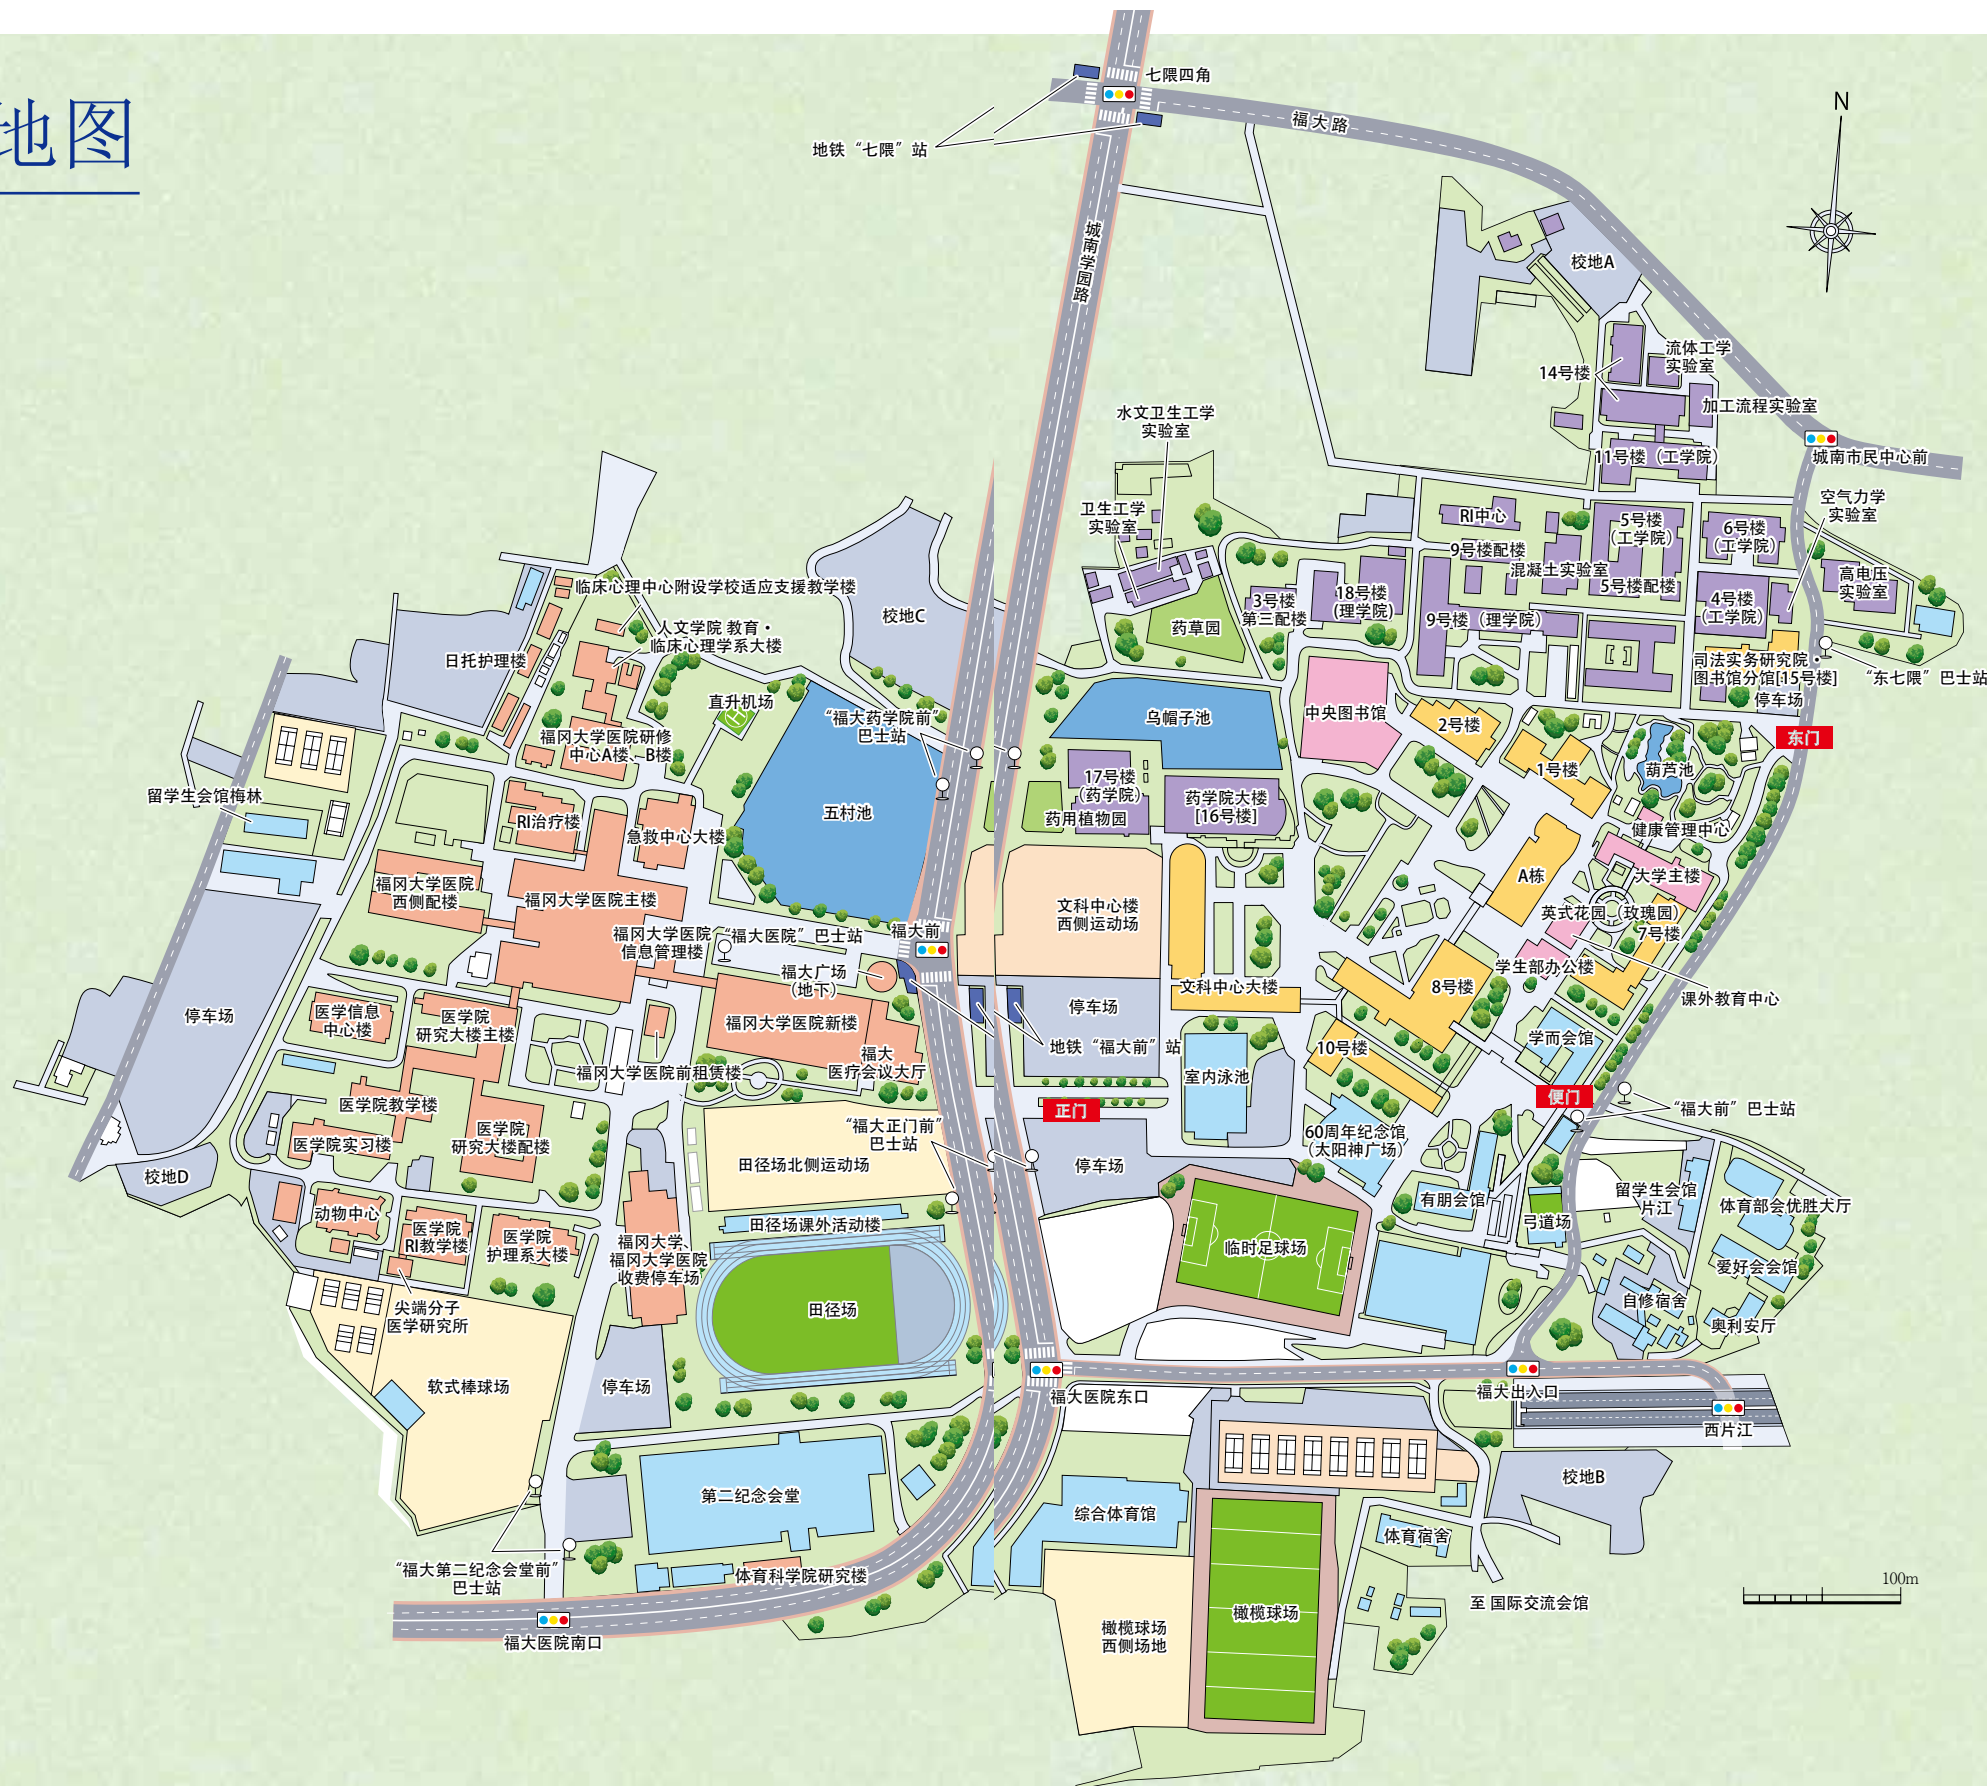 地图
七隈四角
N
福大路
地铁“七隈”站
城南学园路
校地A
流体工学
实验室
14号楼
加工流程实验室
水文卫生工学
实验室
11号楼（工学院）
城南市民中心前
空气力学
实验室
卫生工学
实验室
RI中心
5号楼
（工学院）
6号楼
（工学院）
9号楼配楼
混凝土实验室
5号楼配楼
高电压
实验室
临床心理中心附设学校适应支援教学楼
校地C
3号楼
第三配楼
18号楼
（理学院）
9号楼（理学院）
4号楼
（工学院）
人文学院 教育・
临床心理学系大楼
药草园
日托护理楼
司法实务研究院・
图书馆分馆[15号楼]
“东七隈”巴士站
停车场
直升机场
“福大药学院前”
巴士站
乌帽子池
中央图书馆
2号楼
东门
福冈大学医院研修
中心A楼、B楼
17号楼
（药学院）
1号楼
葫芦池
留学生会馆梅林
药学院大楼
[16号楼]
五村池
药用植物园
RI治疗楼
急救中心大楼
健康管理中心
福冈大学医院
西侧配楼
福冈大学医院主楼
A栋
大学主楼
文科中心楼
西侧运动场
英式花园（玫瑰园）
福冈大学医院
信息管理楼
“福大医院”巴士站
福大前
7号楼
福大广场
（地下）
学生部办公楼
文科中心大楼
8号楼
课外教育中心
停车场
停车场
医学信息
中心楼
医学院
研究大楼主楼
福冈大学医院新楼
学而会馆
地铁“福大前”站
10号楼
福大
医疗会议大厅
福冈大学医院前租赁楼
室内泳池
便门
医学院教学楼
正门
“福大前”巴士站
医学院实习楼
医学院
研究大楼配楼
“福大正门前”
巴士站
60周年纪念馆
（太阳神广场）
校地D
田径场北侧运动场
停车场
有朋会馆
留学生会馆
片江
体育部会优胜大厅
动物中心
田径场课外活动楼
弓道场
医学院
RI教学楼
医学院
护理系大楼
福冈大学、
福冈大学医院
收费停车场
临时足球场
爱好会会馆
自修宿舍
尖端分子
医学研究所
田径场
奥利安厅
软式棒球场
停车场
福大医院东口
福大出入口
西片江
校地B
第二纪念会堂
综合体育馆
体育宿舍
“福大第二纪念会堂前”
巴士站
体育科学院研究楼
100m
至 国际交流会馆
橄榄球场
橄榄球场
西侧场地
福大医院南口